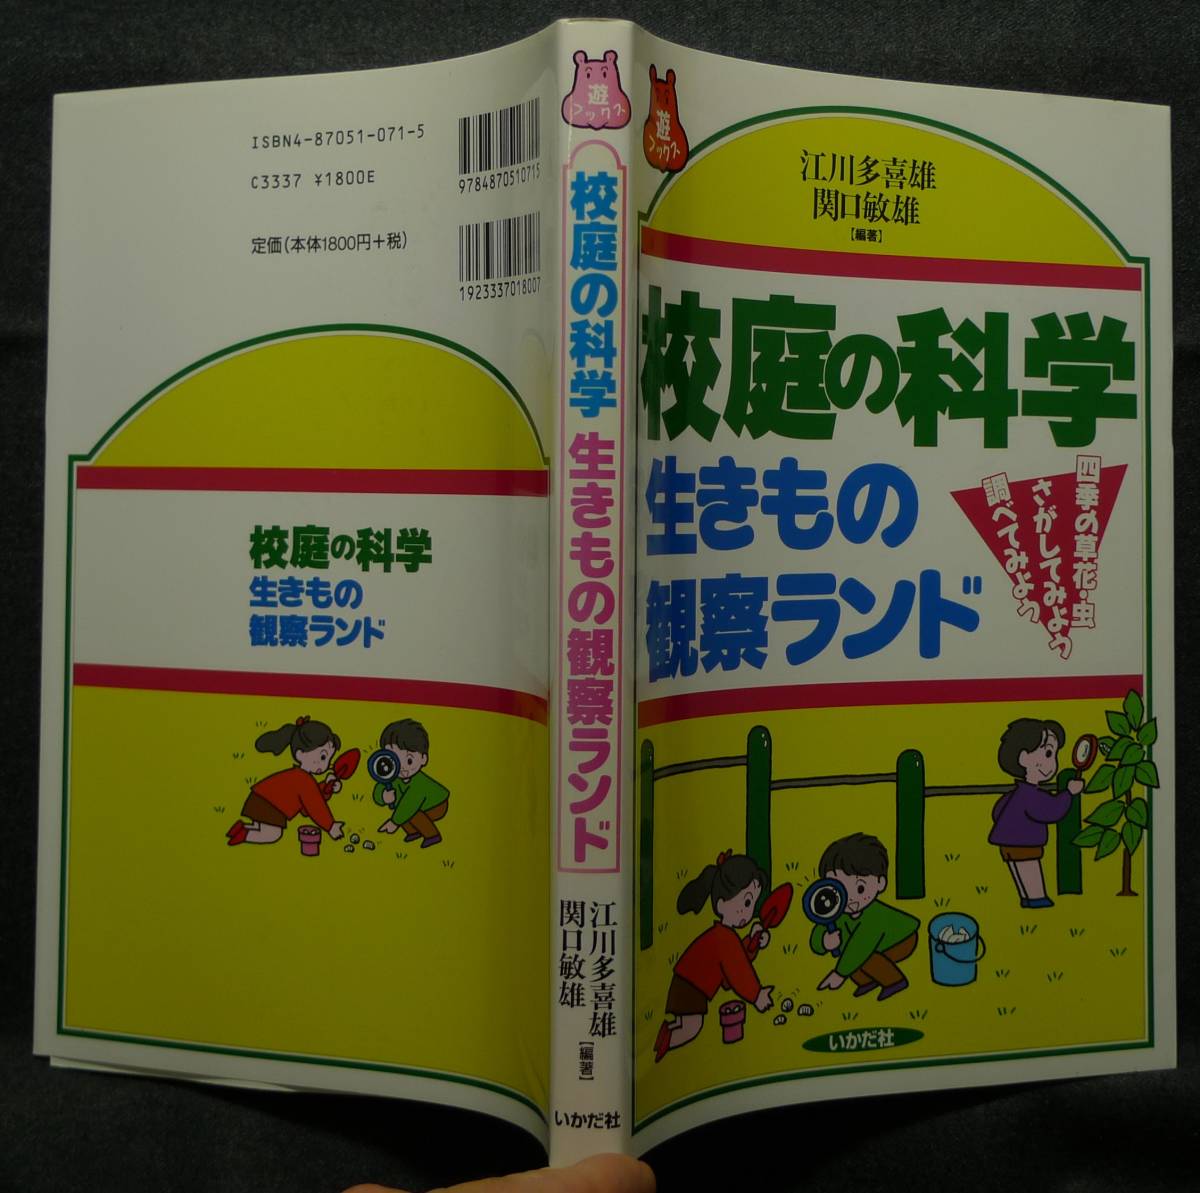 ISBN4-87051-071-5
C3337 ¥1800E
定価(本体1800円+税)
9784870510715
1923337018007
校庭の科学
生きもの
観察ランド
遊
ブックス
校庭の科学 生きもの観察ランド
江川多喜雄
関口敏雄
[編著]
いかだ社
遊
ブックス
江川多喜雄
関口敏雄
【編著】
校庭の科学
生きもの
観察ランド
四季の草花・虫
さがしてみよう
調べてみよう
いかだ社